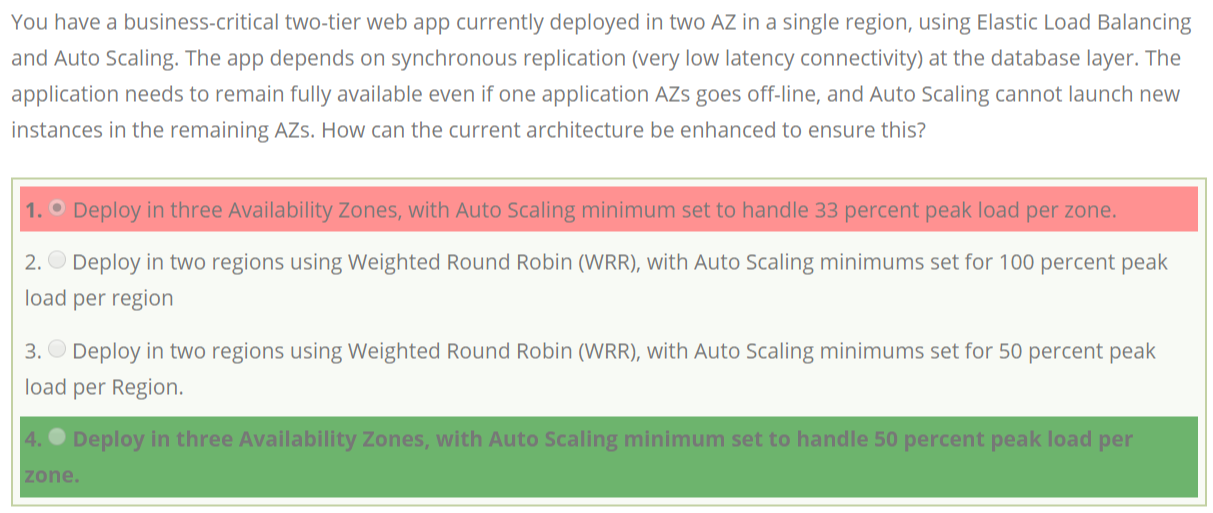 You have a business-critical two-tier web app currently deployed in two AZ in a single region, using Elastic Load Balancing
and Auto Scaling. The app depends on synchronous replication (very low latency connectivity) at the database layer. The
application needs to remain fully available even if one application AZs goes off-line, and Auto Scaling cannot launch new
instances in the remaining AZs. How can the current architecture be enhanced to ensure this?
1. Deploy in three Availability Zones, with Auto Scaling minimum set to handle 33 percent peak load per zone.
2. Deploy in two regions using Weighted Round Robin (WRR), with Auto Scaling minimums set for 100 percent peak
load per region
3. Deploy in two regions using Weighted Round Robin (WRR), with Auto Scaling minimums set for 50 percent peak
load per Region.
4. Deploy in three Availability Zones, with Auto Scaling minimum set to handle 50 percent peak load per
zone.